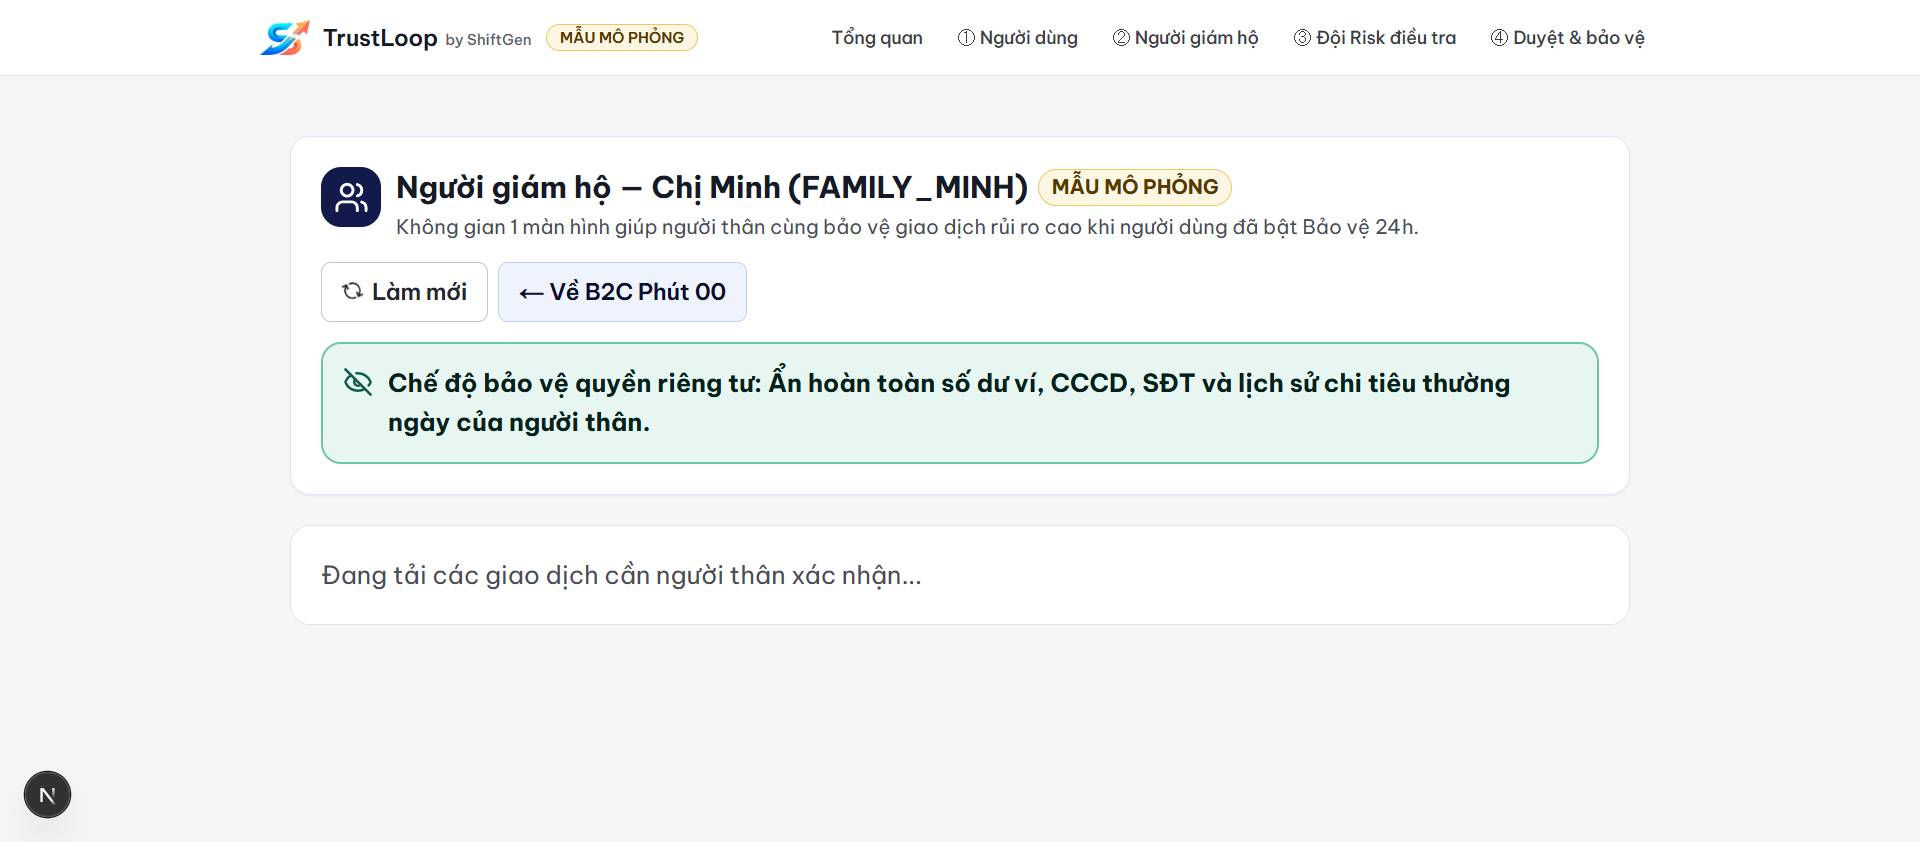 TrustLoop by ShiftGen MẪU MÔ PHỎNG Tổng quan ① Người dùng ② Người giám hộ ③ Đội Risk điều tra ④ Duyệt & bảo vệ
Người giám hộ — Chị Minh (FAMILY_MINH) MẪU MÔ PHỎNG
Không gian 1 màn hình giúp người thân cùng bảo vệ giao dịch rủi ro cao khi người dùng đã bật Bảo vệ 24h.
Làm mới ← Về B2C Phút 00
Chế độ bảo vệ quyền riêng tư: Ẩn hoàn toàn số dư ví, CCCD, SĐT và lịch sử chi tiêu thường
ngày của người thân.
Đang tải các giao dịch cần người thân xác nhận...
N